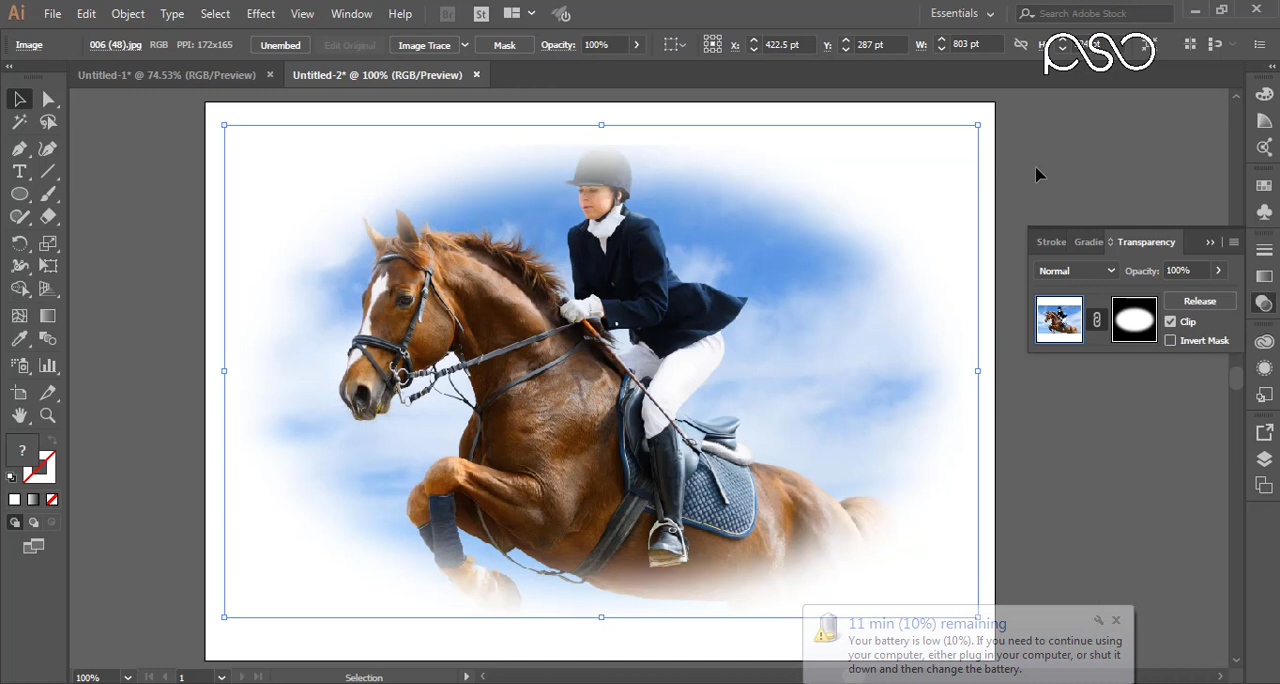 Ai File Edit Object Type Select Effect View Window Help Br St Essentials Search Adobe Stock
Image 006 (48).jpg RGB PPI: 172x165 Unembed Edit Original Image Trace Mask Opacity: 100% X: 422.5 pt Y: 287 pt W: 803 pt
PSO
Untitled-1* @ 74.53% (RGB/Preview) × Untitled-2* @ 100% (RGB/Preview) ×
Stroke Gradie Transparency
Normal Opacity: 100%
Release
Clip
Invert Mask
?
11 min (10%) remaining
Your battery is low (10%). If you need to continue using
your computer, either plug in your computer, or shut it
down and then change the battery.
100% 1 Selection